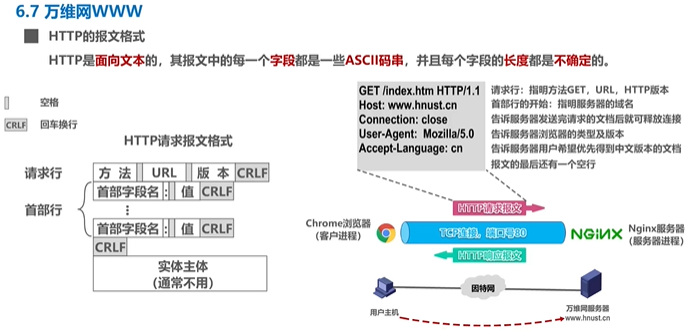 6.7 万维网WWW
HTTP的报文格式
HTTP是面向文本的，其报文中的每一个字段都是一些ASCII码串，并且每个字段的长度都是不确定的。
空格
CRLF 回车换行
HTTP请求报文格式
请求行 方 法 URL 版 本 CRLF
首部行 首部字段名 : 值 CRLF
⋮
首部字段名 : 值 CRLF
CRLF
实体主体
(通常不用)
GET /index.htm HTTP/1.1 请求行：指明方法GET，URL，HTTP版本
Host: www.hnust.cn 首部行的开始：指明服务器的域名
Connection: close 告诉服务器发送完请求的文档后就可释放连接
User-Agent: Mozilla/5.0 告诉服务器浏览器的类型及版本
Accept-Language: cn 告诉服务器用户希望优先得到中文版本的文档
报文的最后还有一个空行
HTTP请求报文
Chrome浏览器
(客户进程)
TCP连接，端口号80
NGINX
Nginx服务器
(服务器进程)
HTTP响应报文
因特网
用户主机
万维网服务器
www.hnust.cn